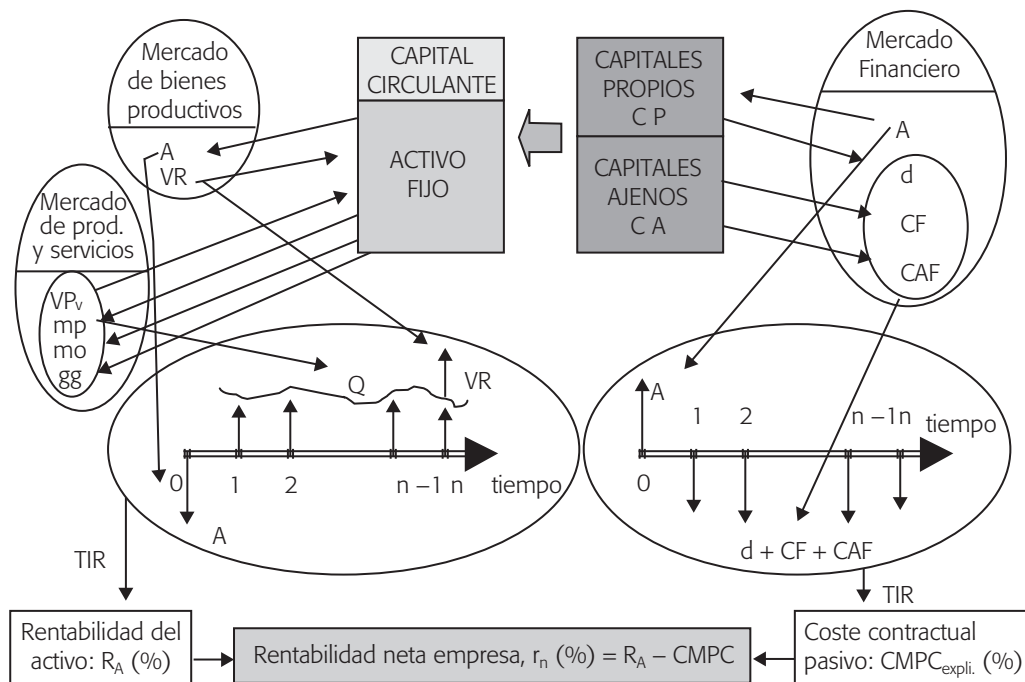 Mercado
de bienes
productivos
A
VR
Mercado
de prod.
y servicios
VPv
mp
mo
gg
CAPITAL
CIRCULANTE
ACTIVO
FIJO
CAPITALES
PROPIOS
C P
CAPITALES
AJENOS
C A
Mercado
Financiero
A
d
CF
CAF
Q
VR
0
1
2
n –1 n
tiempo
A
A
1
2
n –1n
tiempo
0
d + CF + CAF
TIR
TIR
Rentabilidad del
activo: RA (%)
Rentabilidad neta empresa, rn (%) = RA – CMPC
Coste contractual
pasivo: CMPCexpli. (%)